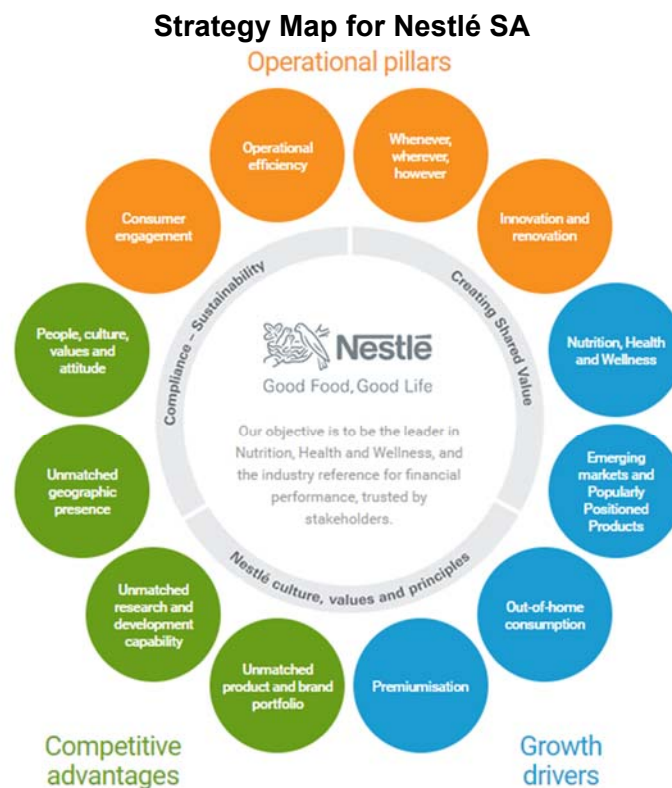 Strategy Map for Nestlé SA
Operational pillars
Operational
efficiency
Whenever,
wherever,
however
Consumer
engagement
Innovation and
renovation
People, culture,
values and
attitude
Nutrition, Health
and Wellness
Unmatched
geographic
presence
Emerging
markets and
Popularly
Positioned
Products
Unmatched
research and
development
capability
Out-of-home
consumption
Unmatched
product and brand
portfolio
Premiumisation
Compliance – Sustainability
Creating Shared Value
Nestlé culture, values and principles
Nestlé
Good Food, Good Life
Our objective is to be the leader in
Nutrition, Health and Wellness, and
the industry reference for financial
performance, trusted by
stakeholders.
Competitive
advantages
Growth
drivers